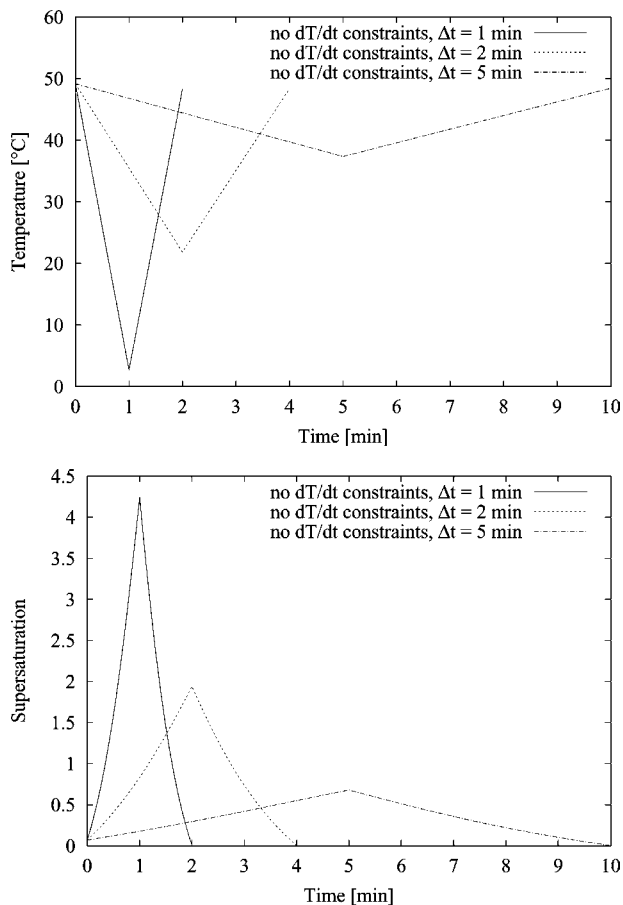 60
50
40
30
20
10
0
Temperature [°C]
no dT/dt constraints, Δt = 1 min
no dT/dt constraints, Δt = 2 min
no dT/dt constraints, Δt = 5 min
0 1 2 3 4 5 6 7 8 9 10
Time [min]
4.5
4
3.5
3
2.5
2
1.5
1
0.5
0
Supersaturation
no dT/dt constraints, Δt = 1 min
no dT/dt constraints, Δt = 2 min
no dT/dt constraints, Δt = 5 min
0 1 2 3 4 5 6 7 8 9 10
Time [min]